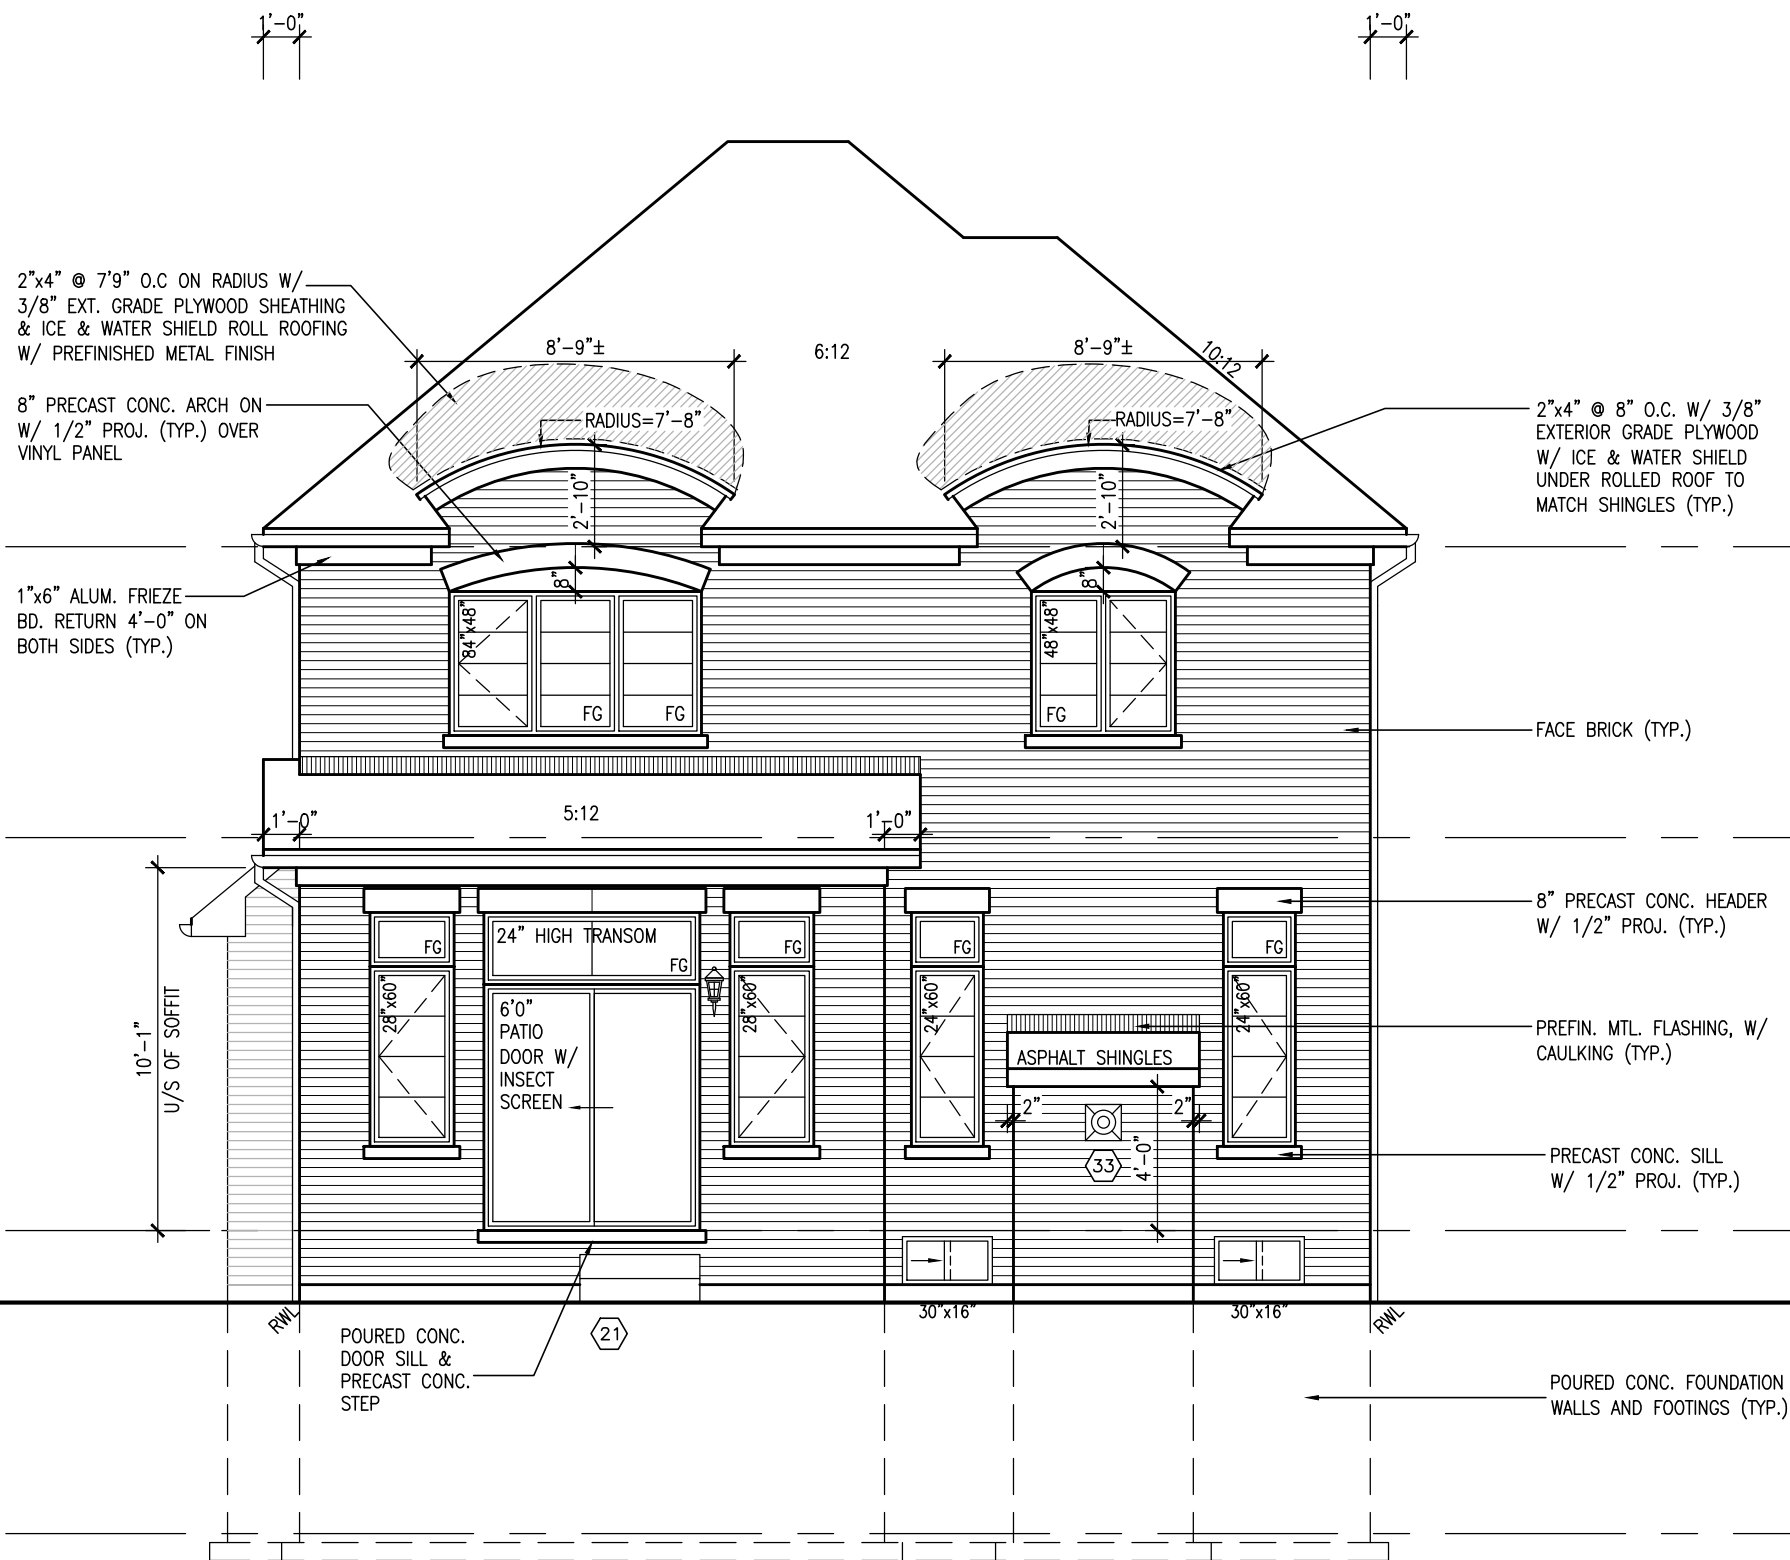 1'-0"
1'-0"
2"x4" @ 7'9" O.C ON RADIUS W/
3/8" EXT. GRADE PLYWOOD SHEATHING
& ICE & WATER SHIELD ROLL ROOFING
W/ PREFINISHED METAL FINISH
8'-9"±
6:12
8'-9"±
10:12
8" PRECAST CONC. ARCH ON
W/ 1/2" PROJ. (TYP.) OVER
VINYL PANEL
RADIUS=7'-8"
RADIUS=7'-8"
2"x4" @ 8" O.C. W/ 3/8"
EXTERIOR GRADE PLYWOOD
W/ ICE & WATER SHIELD
UNDER ROLLED ROOF TO
MATCH SHINGLES (TYP.)
2'-10"
2'-10"
8"
8"
1"x6" ALUM. FRIEZE
BD. RETURN 4'-0" ON
BOTH SIDES (TYP.)
84"x48"
FG
FG
48"x48"
FG
FACE BRICK (TYP.)
1'-0"
5:12
1'-0"
8" PRECAST CONC. HEADER
W/ 1/2" PROJ. (TYP.)
FG
24" HIGH TRANSOM
FG
FG
FG
FG
28"x60"
28"x60"
24"x60"
24"x60"
6'0"
PATIO
DOOR W/
INSECT
SCREEN
10'-1"
U/S OF SOFFIT
PREFIN. MTL. FLASHING, W/
CAULKING (TYP.)
ASPHALT SHINGLES
2"
2"
33
4'-0"
PRECAST CONC. SILL
W/ 1/2" PROJ. (TYP.)
RWL
30"x16"
30"x16"
RWL
21
POURED CONC.
DOOR SILL &
PRECAST CONC.
STEP
POURED CONC. FOUNDATION
WALLS AND FOOTINGS (TYP.)